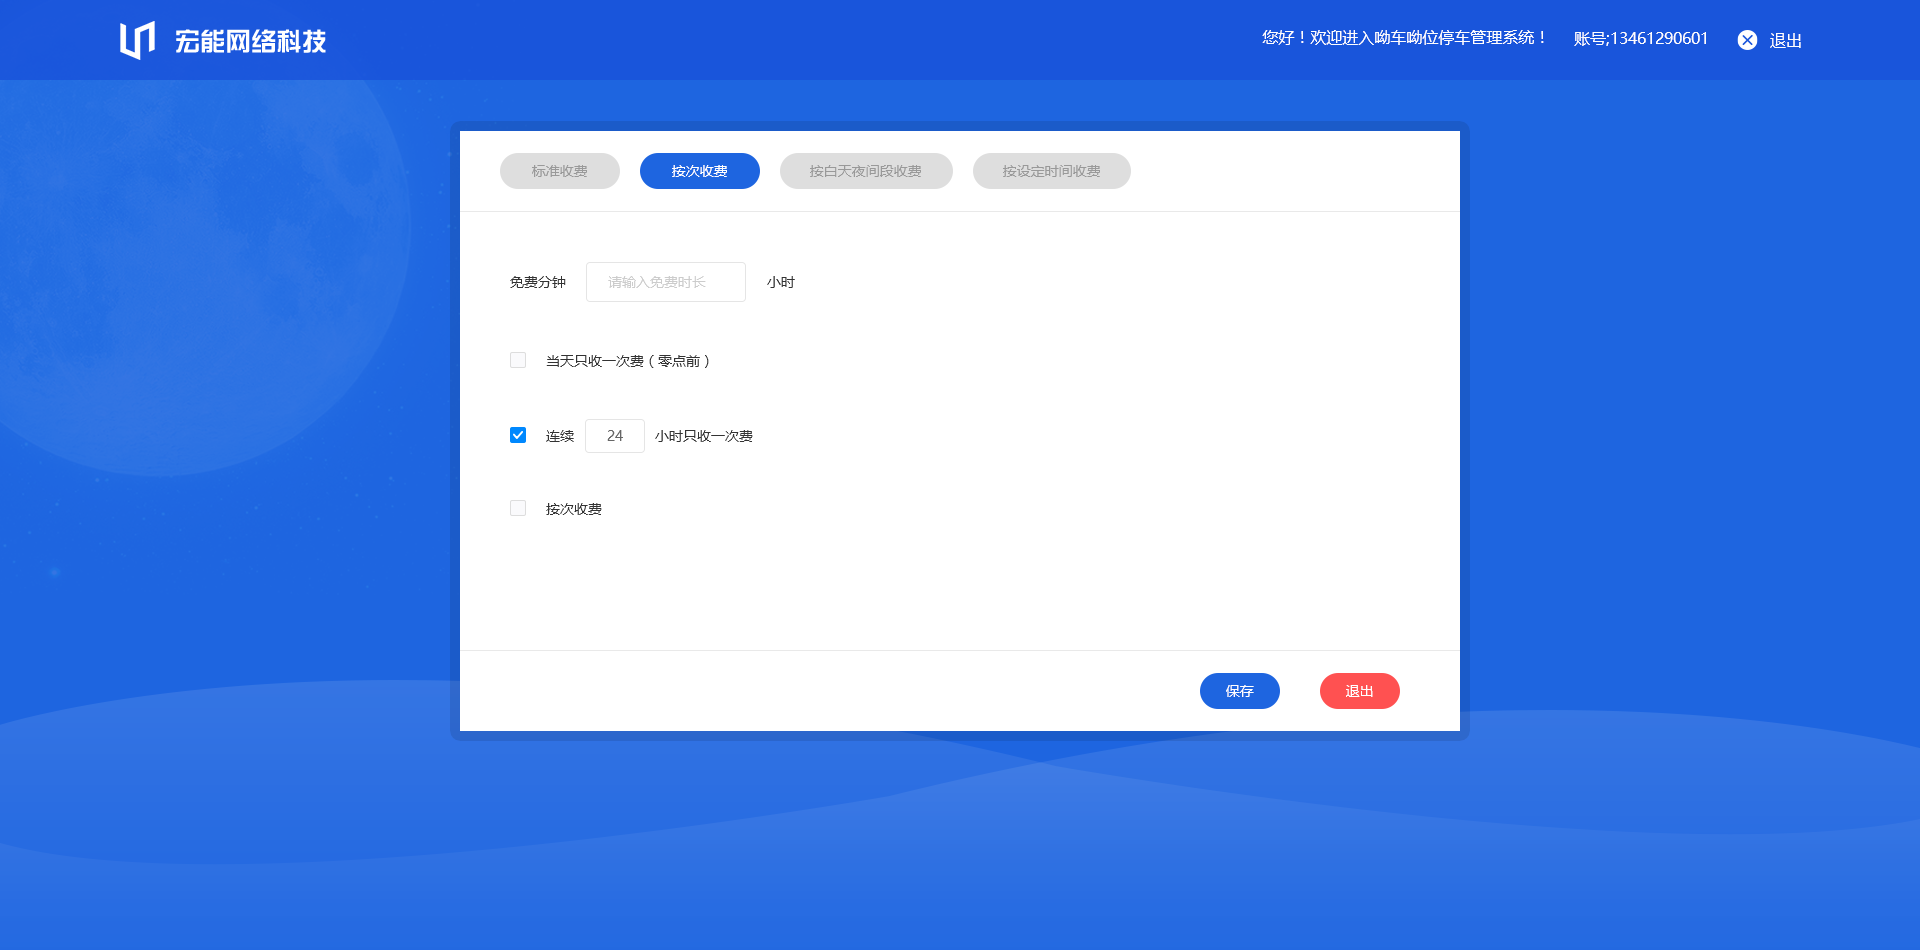 宏能网络科技
您好！欢迎进入呦车呦位停车管理系统！ 账号;13461290601 退出
标准收费 按次收费 按白天夜间段收费 按设定时间收费
免费分钟 请输入免费时长 小时
当天只收一次费（零点前）
连续 24 小时只收一次费
按次收费
保存 退出